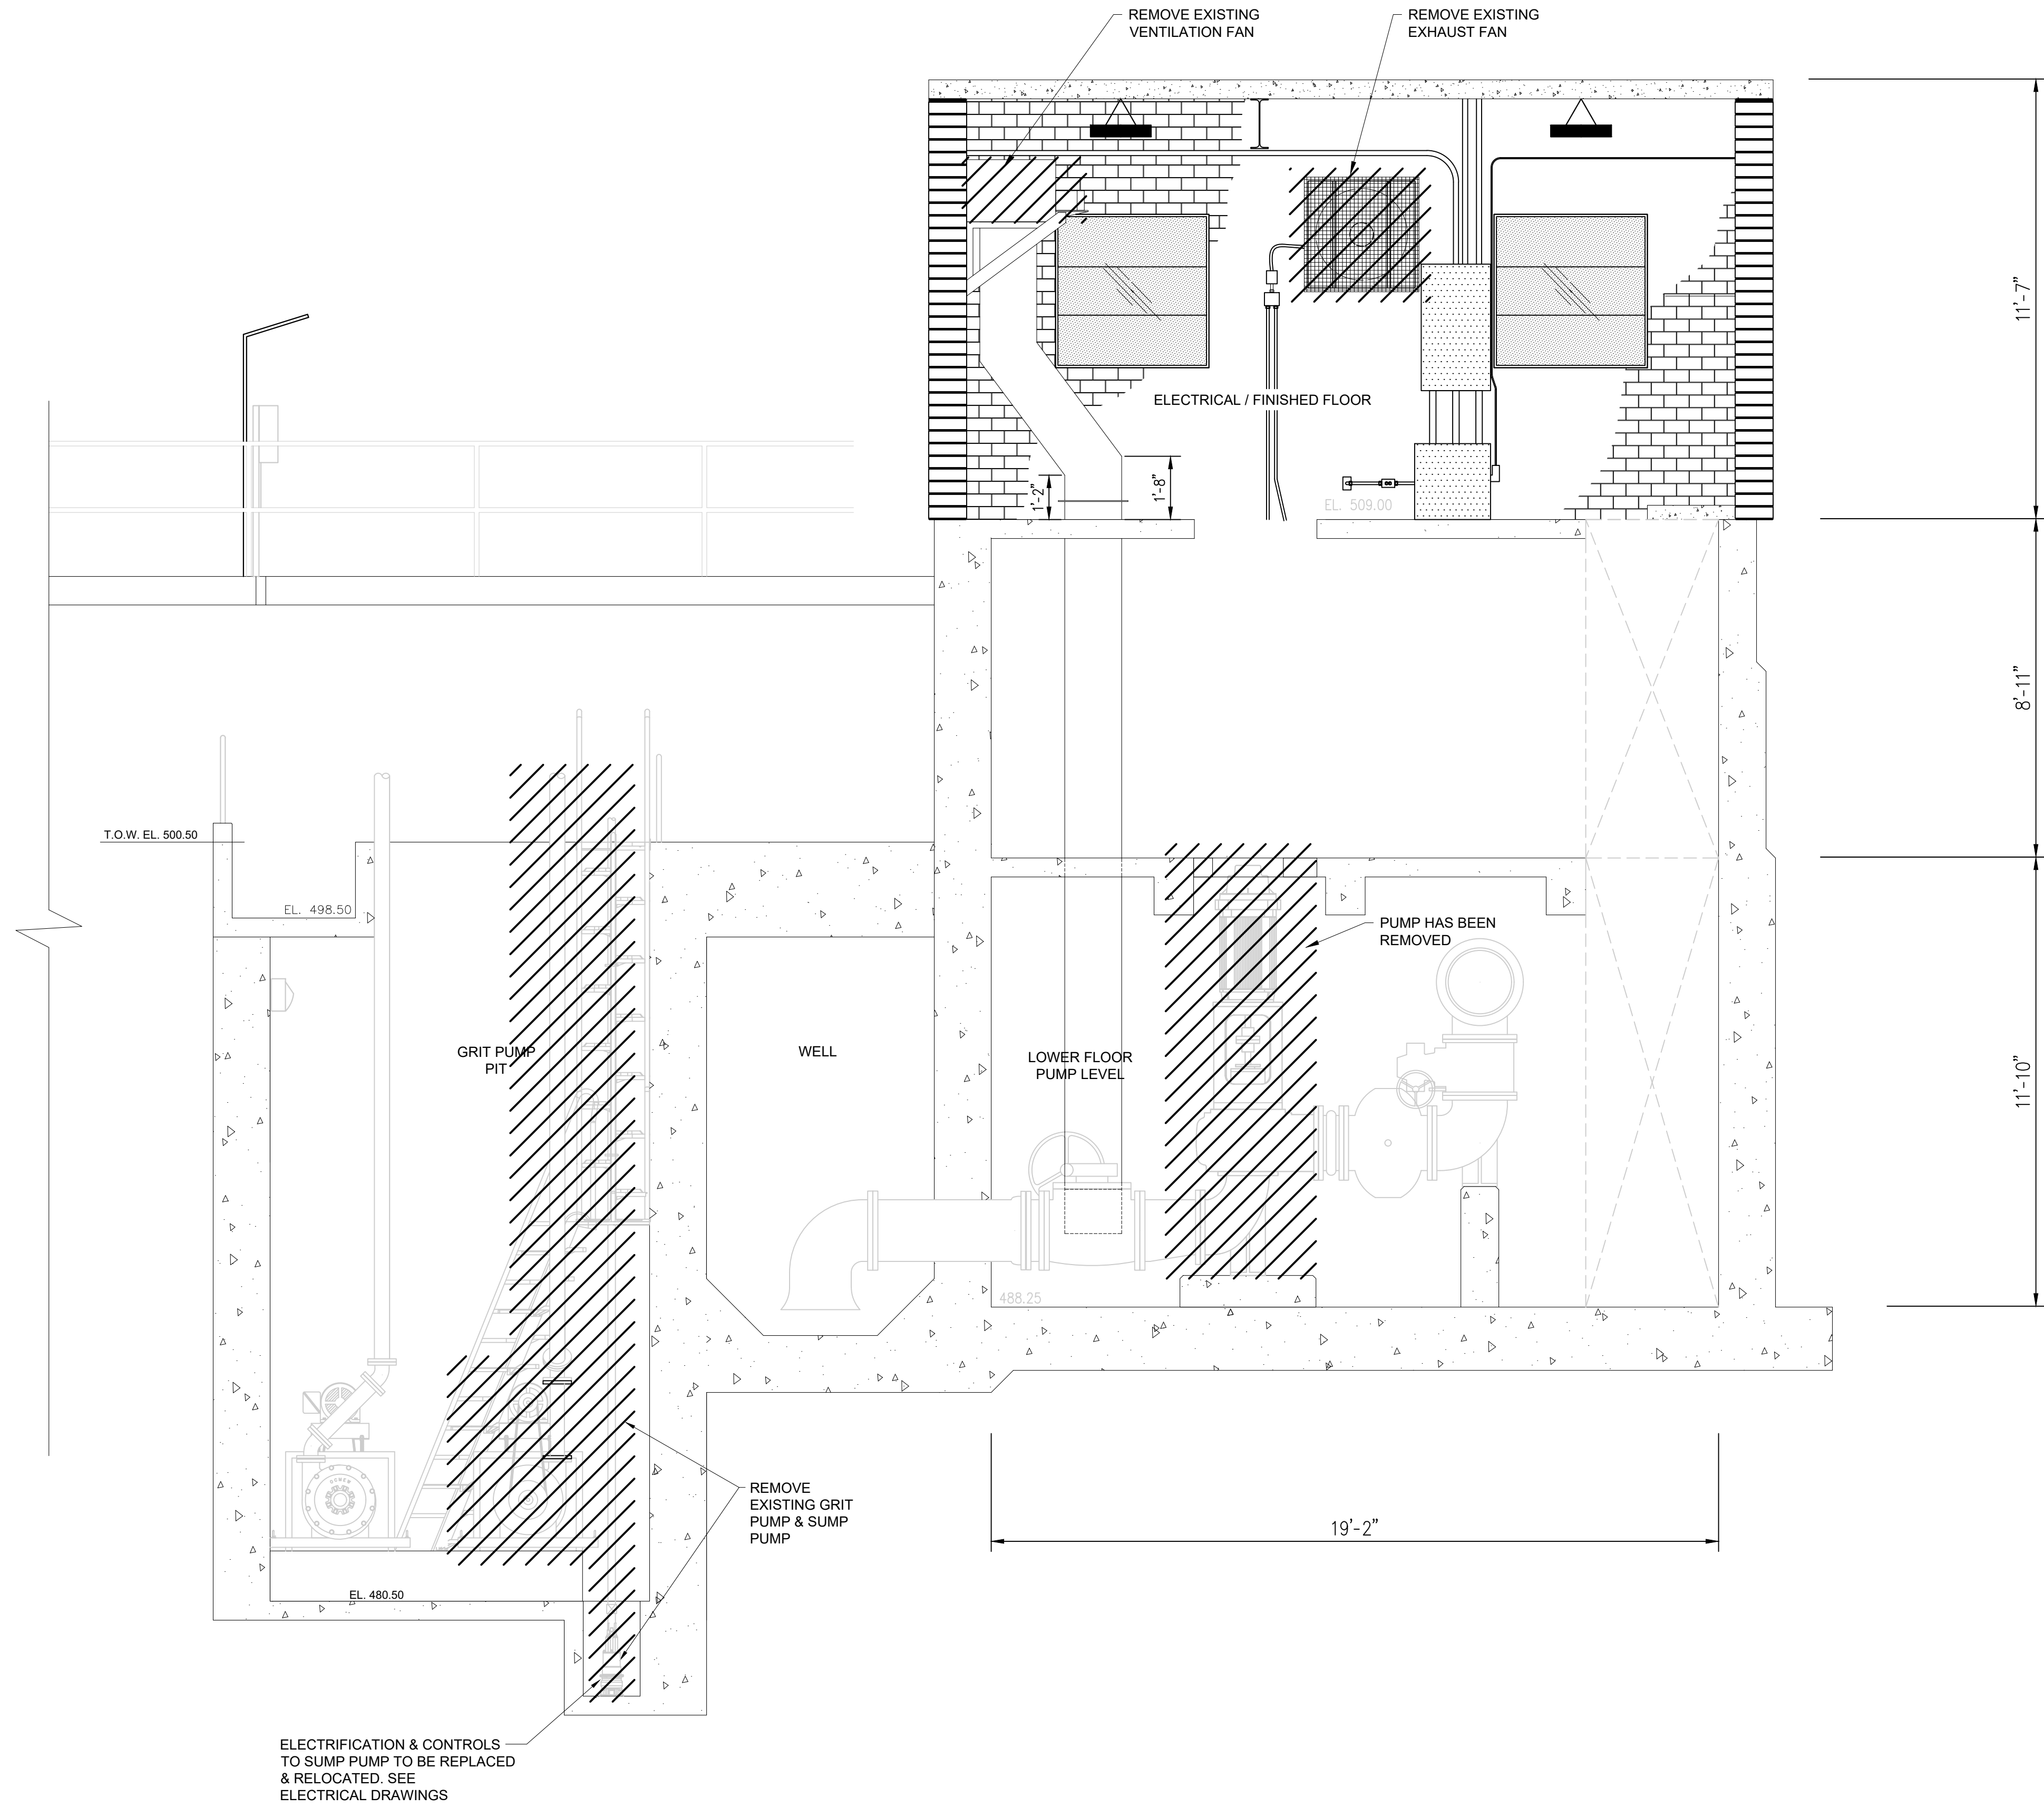 REMOVE EXISTING
VENTILATION FAN
REMOVE EXISTING
EXHAUST FAN
11'-7"
ELECTRICAL / FINISHED FLOOR
1'-2"
1'-8"
EL. 509.00
8'-11"
T.O.W. EL. 500.50
EL. 498.50
PUMP HAS BEEN
REMOVED
GRIT PUMP
PIT
WELL
LOWER FLOOR
PUMP LEVEL
11'-10"
488.25
REMOVE
EXISTING GRIT
PUMP & SUMP
PUMP
19'-2"
EL. 480.50
ELECTRIFICATION & CONTROLS
TO SUMP PUMP TO BE REPLACED
& RELOCATED. SEE
ELECTRICAL DRAWINGS